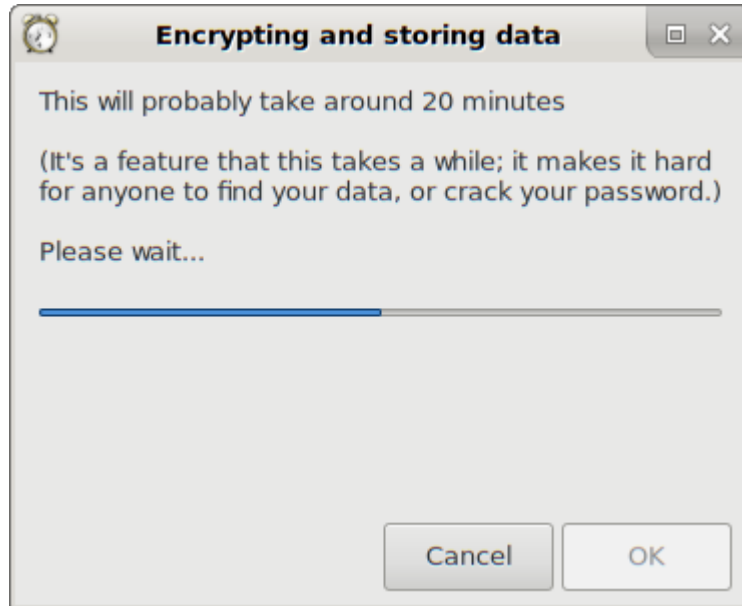 Encrypting and storing data
This will probably take around 20 minutes
(It's a feature that this takes a while; it makes it hard
for anyone to find your data, or crack your password.)
Please wait...
Cancel
OK